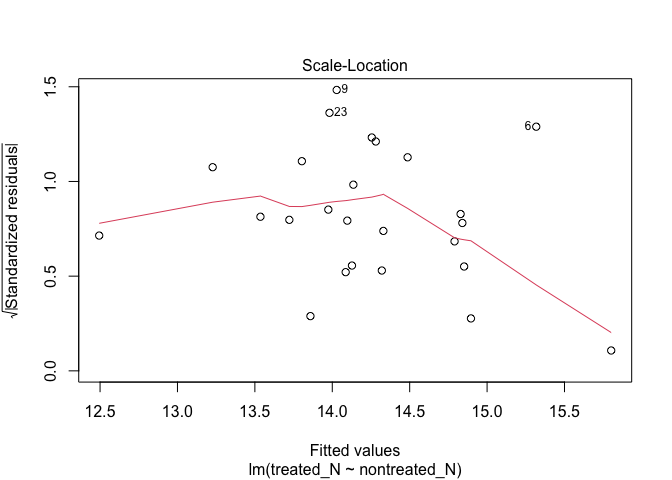 Scale-Location
√|Standardized residuals|
1.5
1.0
0.5
0.0
9
23
6
12.5 13.0 13.5 14.0 14.5 15.0 15.5
Fitted values
lm(treated_N ~ nontreated_N)